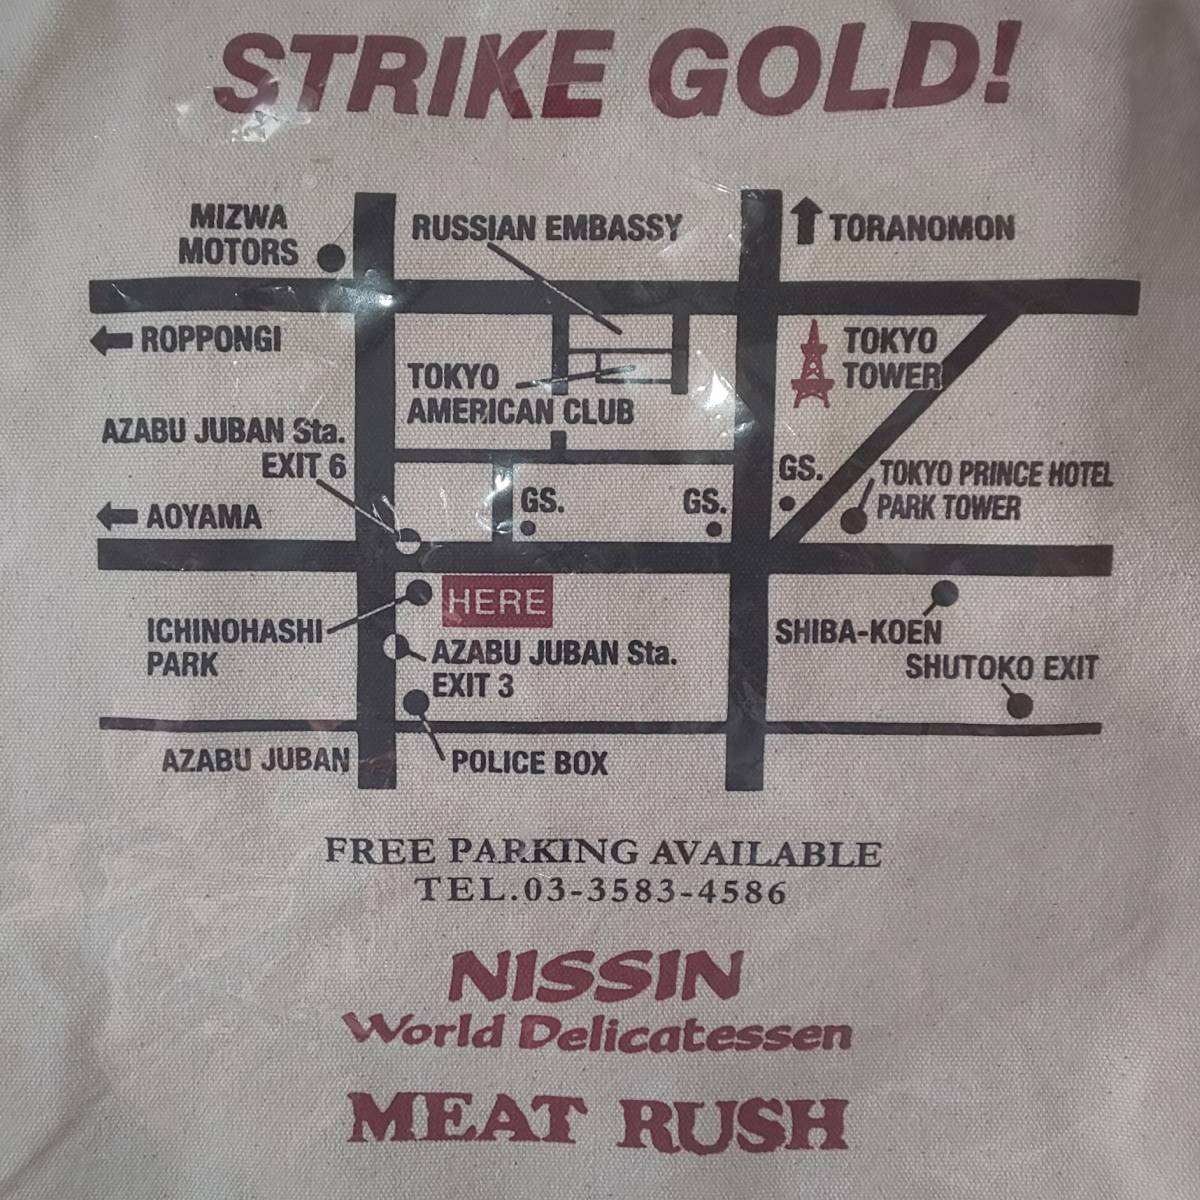 STRIKE GOLD!
MIZWA
MOTORS
RUSSIAN EMBASSY
TORANOMON
ROPPONGI
TOKYO
TOWER
TOKYO
AMERICAN CLUB
AZABU JUBAN Sta.
EXIT 6
GS.
TOKYO PRINCE HOTEL
PARK TOWER
AOYAMA
GS.
GS.
HERE
ICHINOHASHI
PARK
AZABU JUBAN Sta.
EXIT 3
SHIBA-KOEN
SHUTOKO EXIT
AZABU JUBAN
POLICE BOX
FREE PARKING AVAILABLE
TEL.03-3583-4586
NISSIN
World Delicatessen
MEAT RUSH